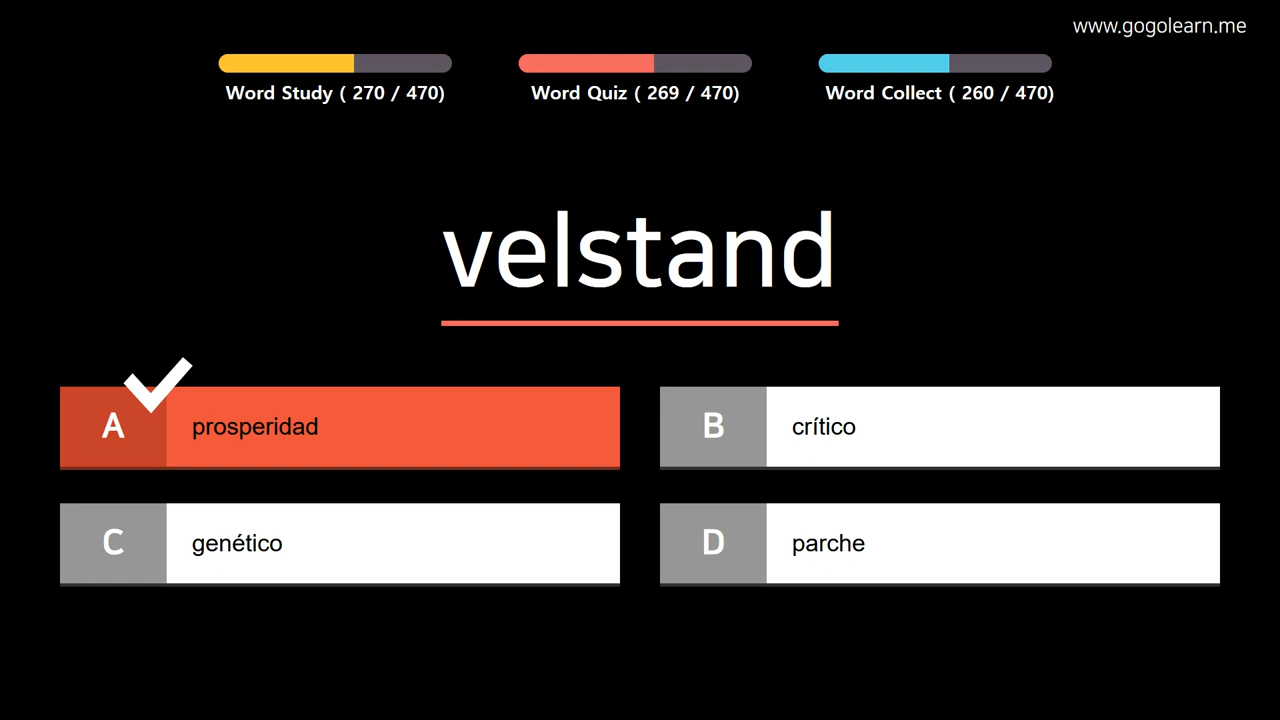 www.gogolearn.me
Word Study ( 270 / 470)
Word Quiz ( 269 / 470)
Word Collect ( 260 / 470)
velstand
A
prosperidad
B
crítico
C
genético
D
parche